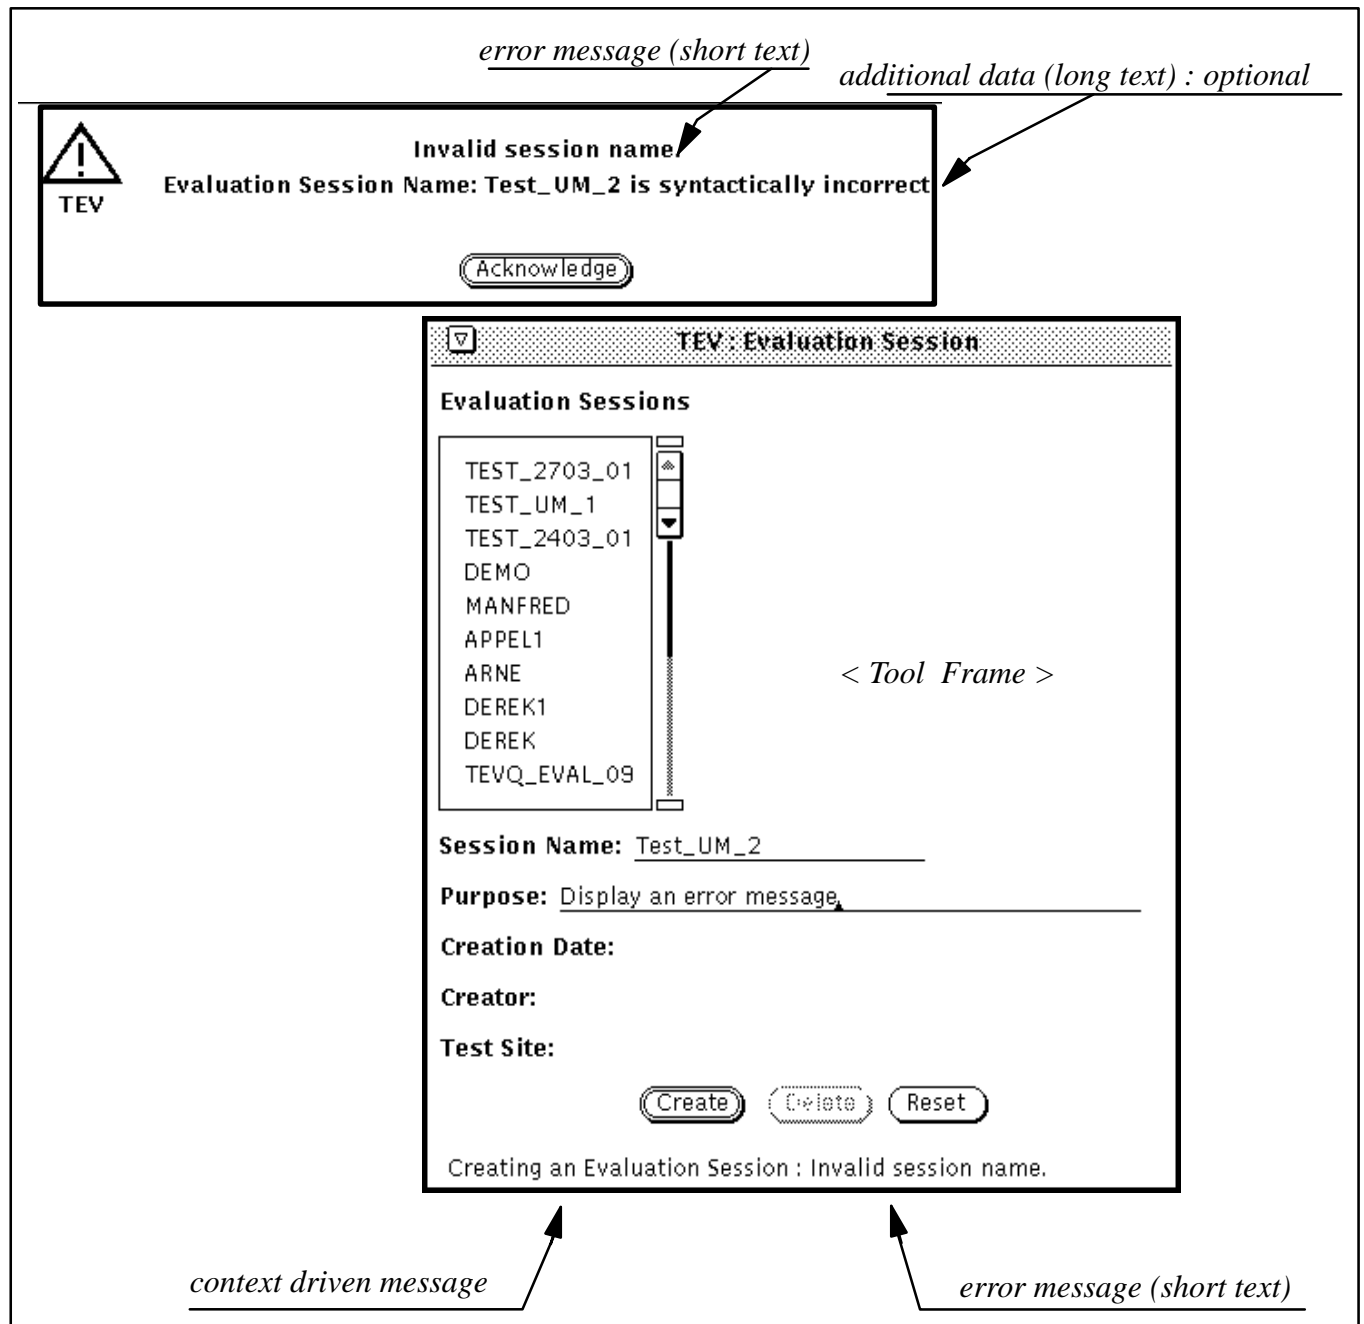 error message (short text)
additional data (long text) : optional
Invalid session name.
Evaluation Session Name: Test_UM_2 is syntactically incorrect
TEV
Acknowledge
TEV : Evaluation Session
Evaluation Sessions
TEST_2703_01
TEST_UM_1
TEST_2403_01
DEMO
MANFRED
APPEL1
ARNE
DEREK1
DEREK
TEVQ_EVAL_09
< Tool Frame >
Session Name: Test_UM_2
Purpose: Display an error message
Creation Date:
Creator:
Test Site:
Create Delete Reset
Creating an Evaluation Session : Invalid session name.
context driven message
error message (short text)